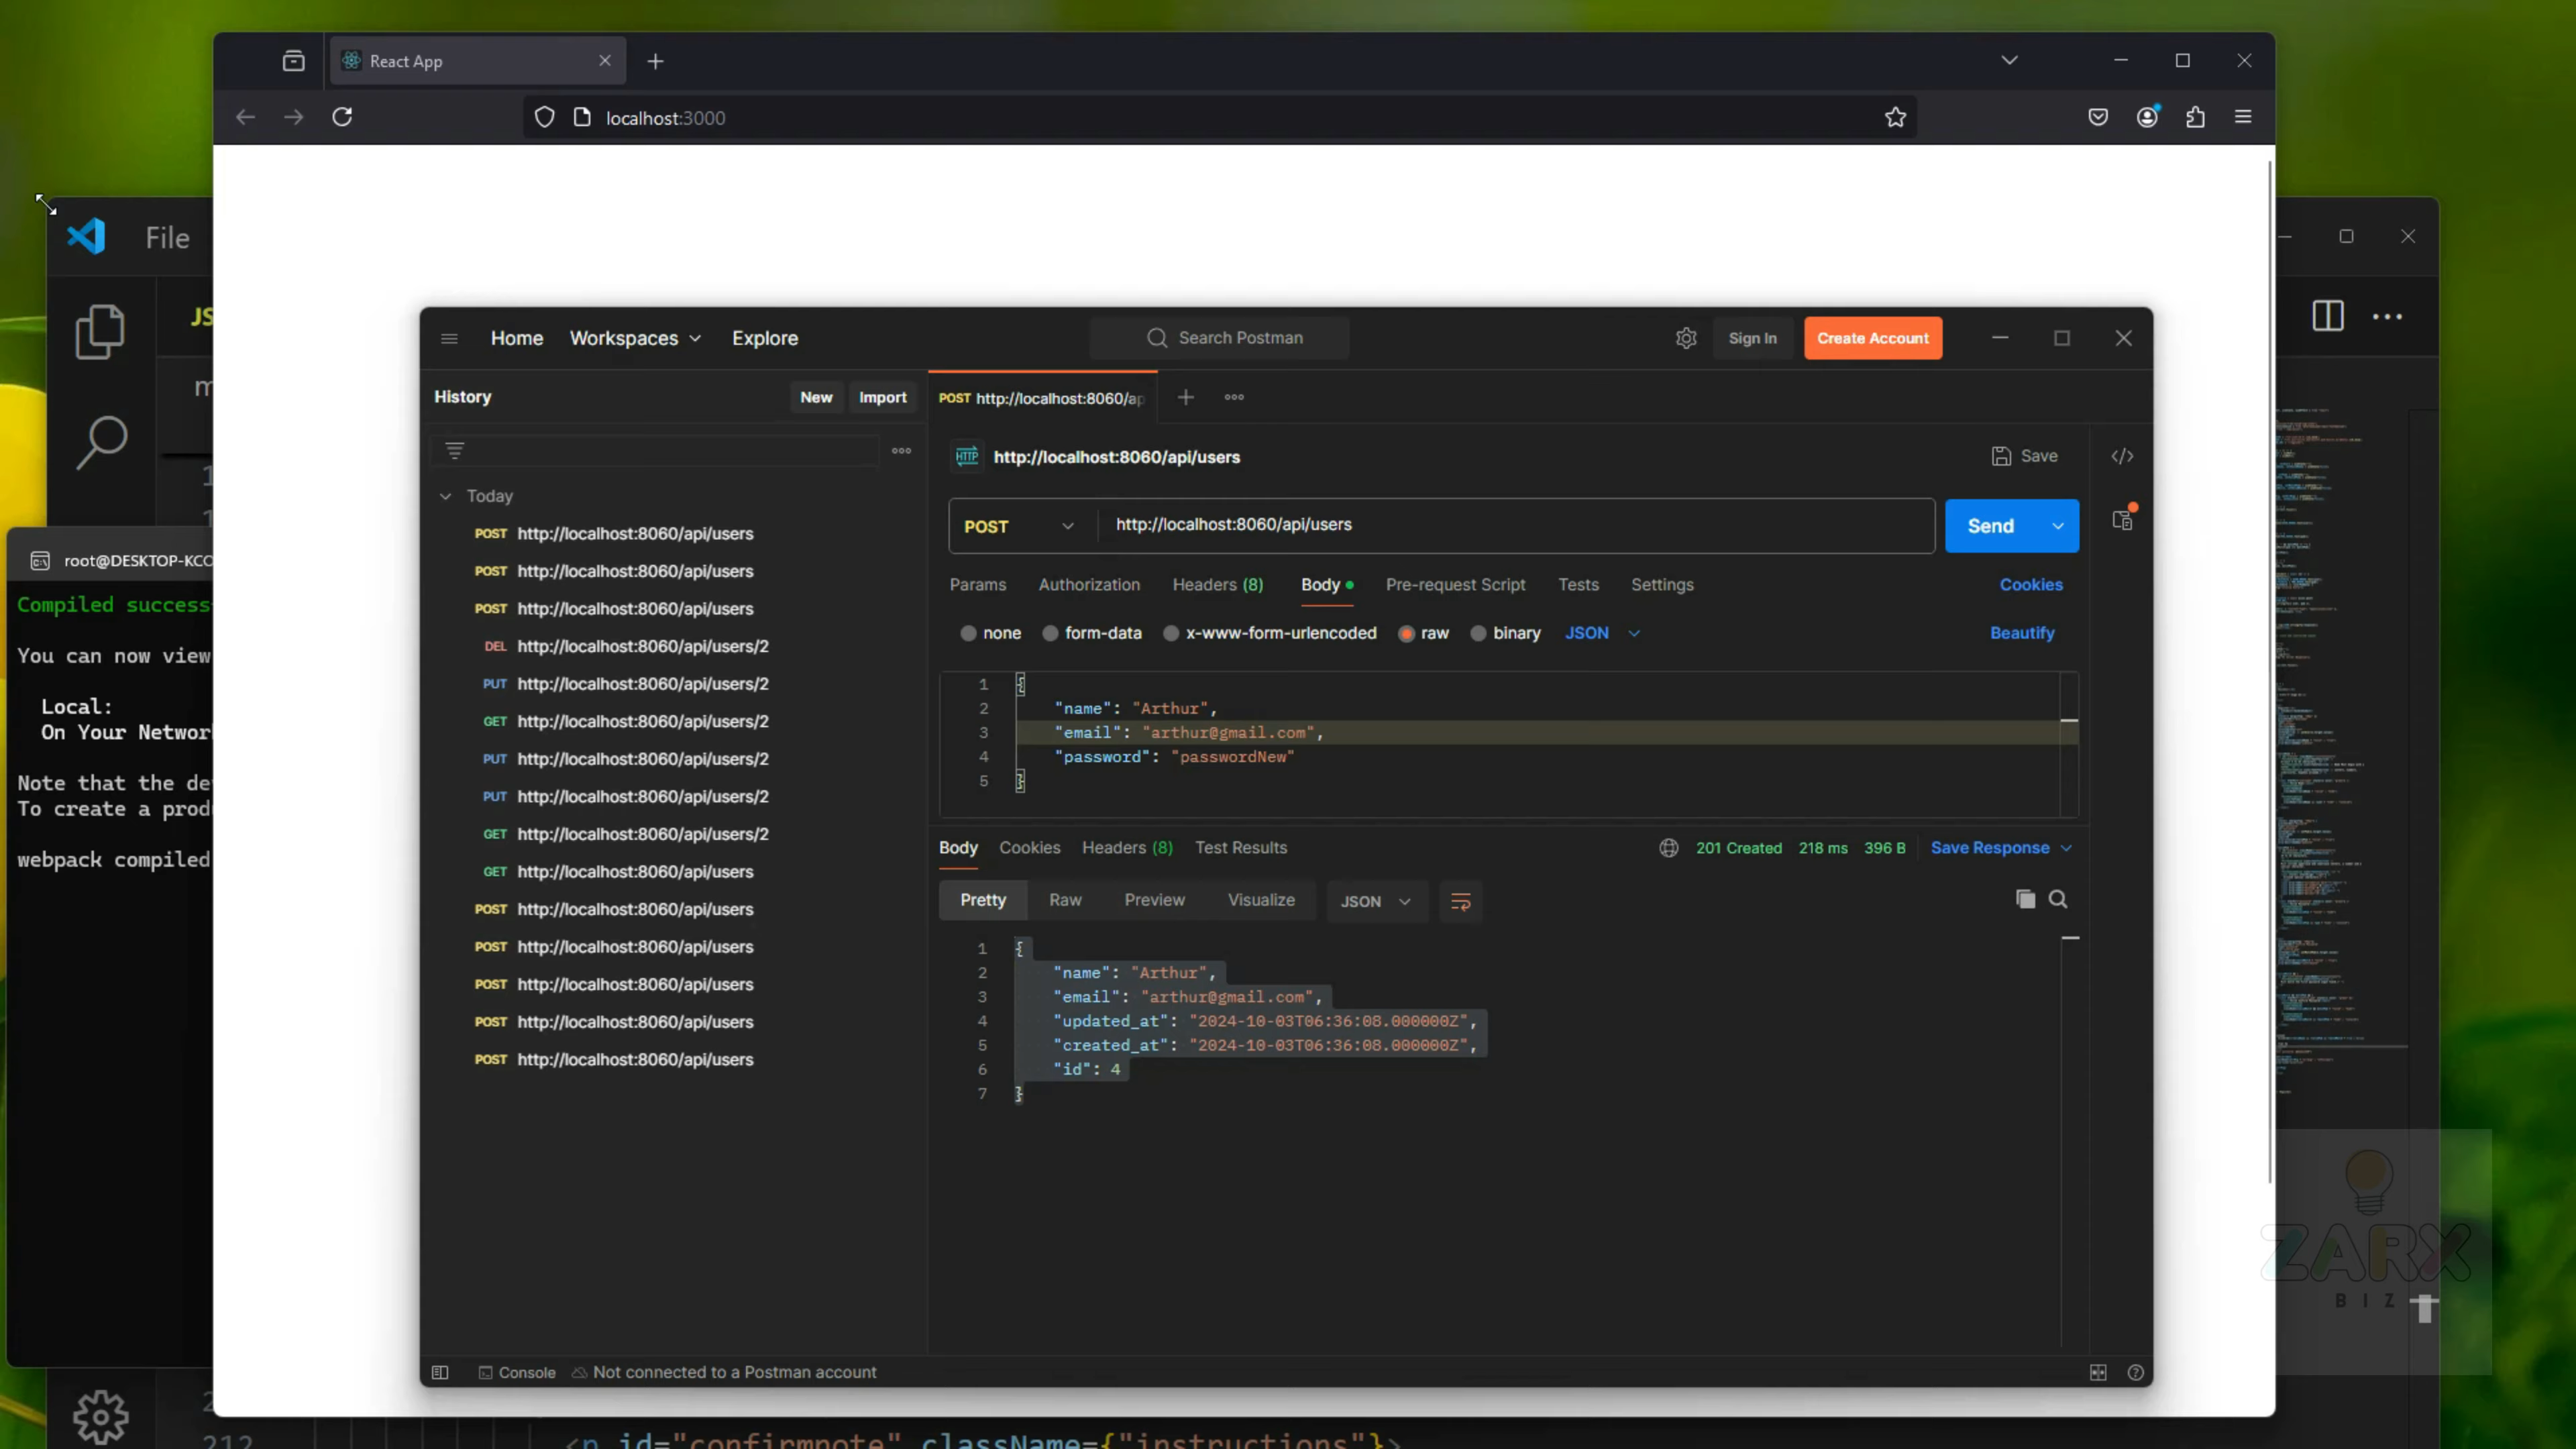 React App
localhost:3000
File
JS
root@DESKTOP-KCO
Compiled success
You can now view
Local:
On Your Network
Note that the de
To create a produ
webpack compiled
Home Workspaces Explore Search Postman Sign In Create Account
History New Import POST http://localhost:8060/ap
http://localhost:8060/api/users Save
Today
POST http://localhost:8060/api/users Send
Params Authorization Headers (8) Body Pre-request Script Tests Settings Cookies
none form-data x-www-form-urlencoded raw binary JSON Beautify
1 {
2 "name": "Arthur",
3 "email": "arthur@gmail.com",
4 "password": "passwordNew"
5 }
POST http://localhost:8060/api/users
POST http://localhost:8060/api/users
POST http://localhost:8060/api/users
DEL http://localhost:8060/api/users/2
PUT http://localhost:8060/api/users/2
GET http://localhost:8060/api/users/2
PUT http://localhost:8060/api/users/2
PUT http://localhost:8060/api/users/2
GET http://localhost:8060/api/users/2
GET http://localhost:8060/api/users
POST http://localhost:8060/api/users
POST http://localhost:8060/api/users
POST http://localhost:8060/api/users
POST http://localhost:8060/api/users
POST http://localhost:8060/api/users
Body Cookies Headers (8) Test Results 201 Created 218 ms 396 B Save Response
Pretty Raw Preview Visualize JSON
1 {
2 "name": "Arthur",
3 "email": "arthur@gmail.com",
4 "updated_at": "2024-10-03T06:36:08.000000Z",
5 "created_at": "2024-10-03T06:36:08.000000Z",
6 "id": 4
7 }
Console Not connected to a Postman account
ZARX
BIZ
212 <p id="confirmnote" className={"instructions"}>